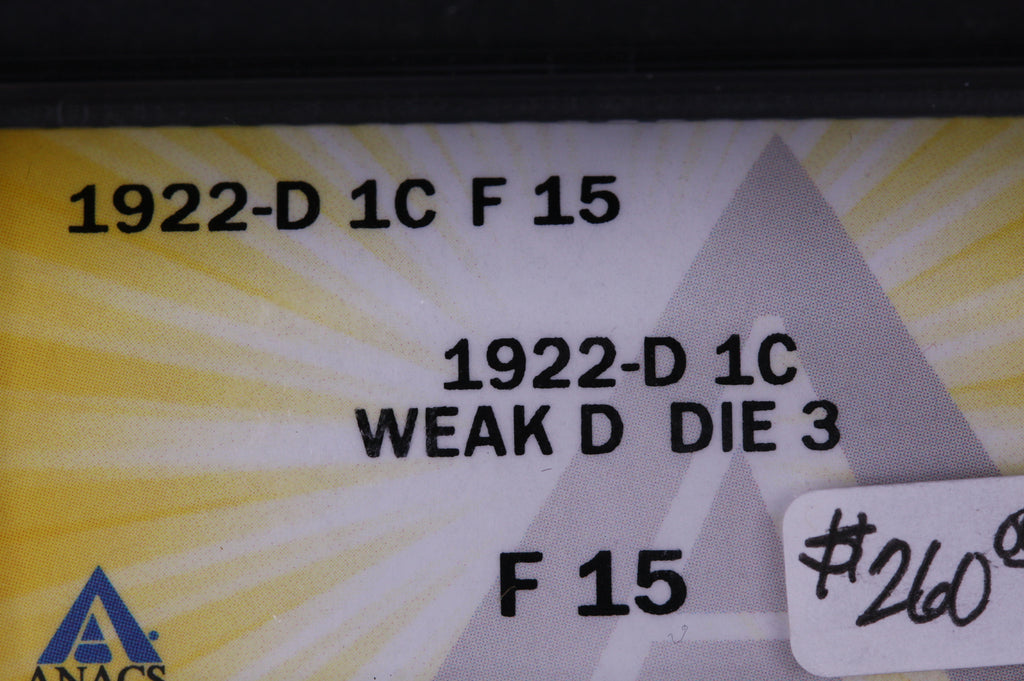 1922-D 1C F 15
1922-D 1C
WEAK D DIE 3
F 15
$260
ANACS